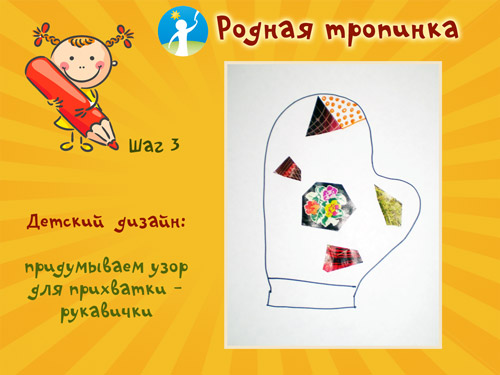 Родная тропинка
Шаг 3
Детский дизайн:
придумываем узор
для прихватки -
рукавички